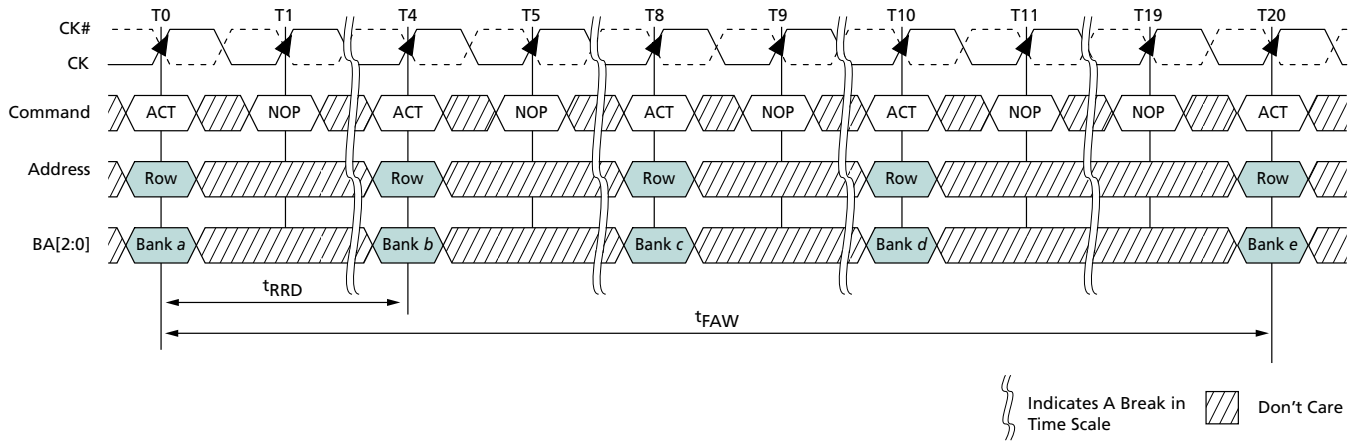 T0 T1 T4 T5 T8 T9 T10 T11 T19 T20
CK#
CK
Command ACT NOP ACT NOP ACT NOP ACT NOP NOP ACT
Address Row Row Row Row Row
BA[2:0] Bank a Bank b Bank c Bank d Bank e
tRRD
tFAW
Indicates A Break in
Time Scale
Don't Care